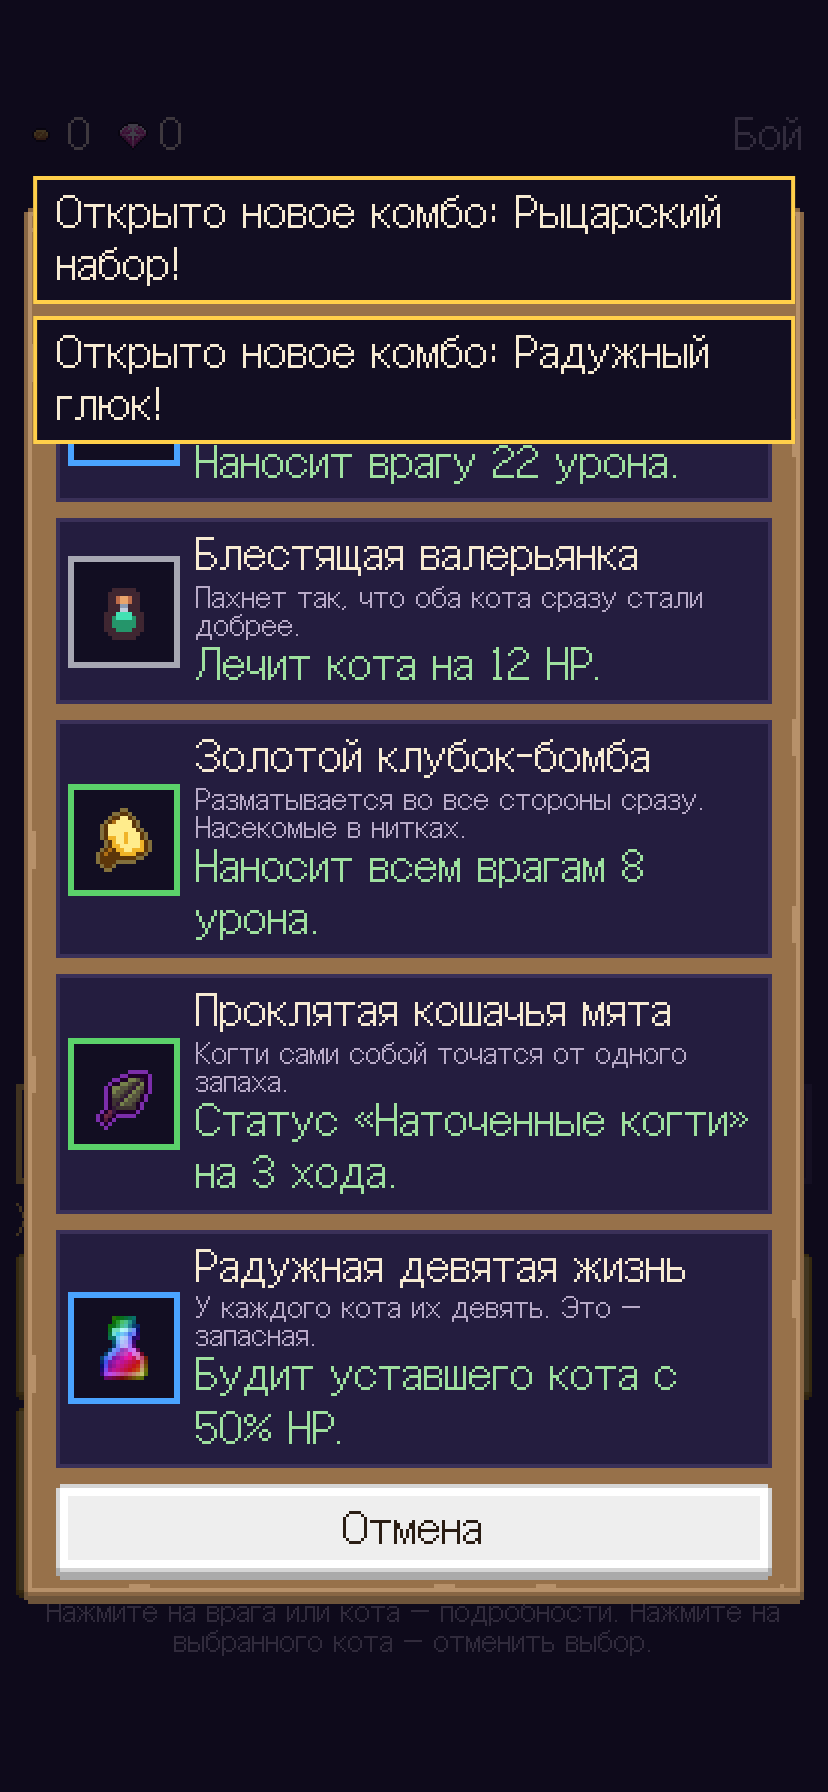 0 0 Бой
Открыто новое комбо: Рыцарский
набор!
Открыто новое комбо: Радужный
глюк!
Наносит врагу 22 урона.
Блестящая валерьянка
Пахнет так, что оба кота сразу стали
добрее.
Лечит кота на 12 HP.
Золотой клубок-бомба
Разматывается во все стороны сразу.
Насекомые в нитках.
Наносит всем врагам 8
урона.
Проклятая кошачья мята
Когти сами собой точатся от одного
запаха.
Статус «Наточенные когти»
на 3 хода.
Радужная девятая жизнь
У каждого кота их девять. Это —
запасная.
Будит уставшего кота с
50% HP.
Отмена
Нажмите на врага или кота — подробности. Нажмите на
выбранного кота — отменить выбор.